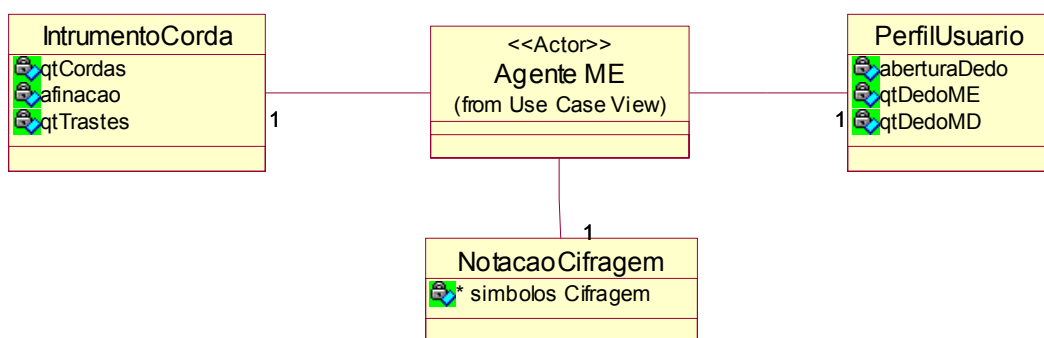 IntrumentoCorda
qtCordas
afinacao
qtTrastes
1
<<Actor>>
Agente ME
(from Use Case View)
PerfilUsuario
aberturaDedo
qtDedoME
qtDedoMD
1
1
NotacaoCifragem
* simbolos Cifragem